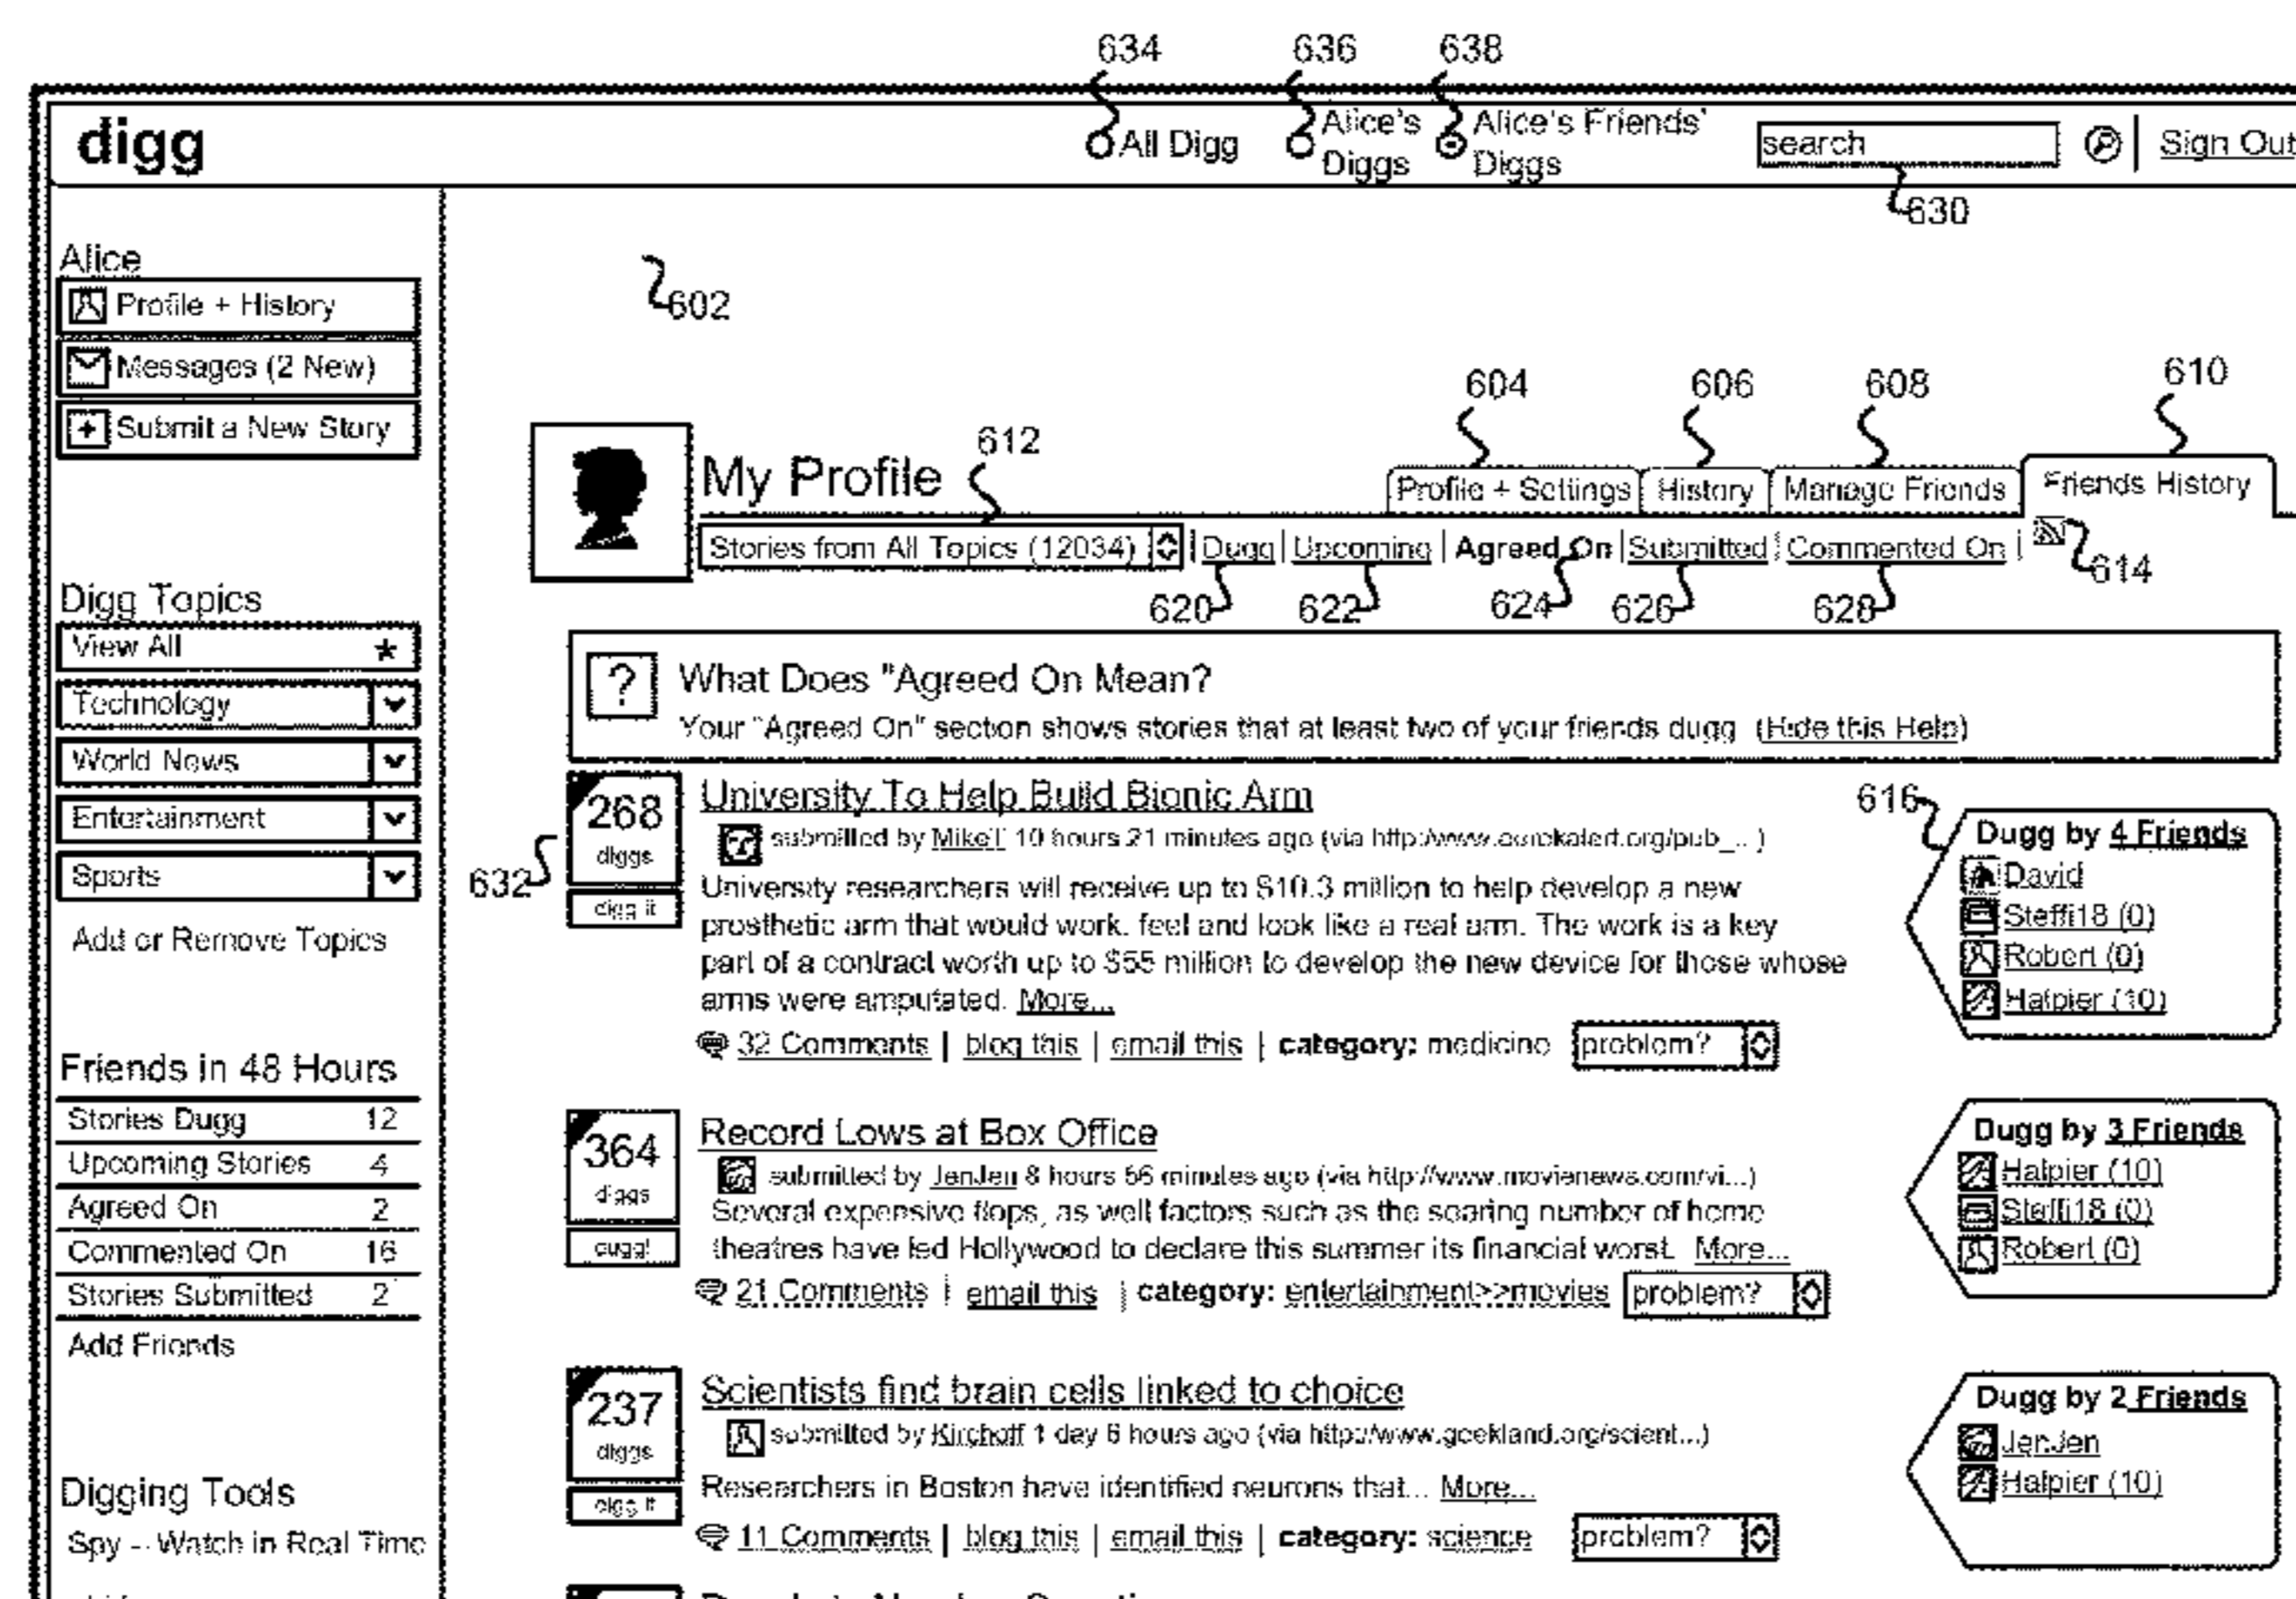 634 636 638
digg
All Digg
Alice's Diggs
Alice's Friends' Diggs
search
Sign Out
630
Alice
Profile + History
Messages (2 New)
Submit a New Story
602
604 606 608 610
612
My Profile
Profile + Settings
History
Manage Friends
Friends History
Stories from All Topics (12034)
Dugg | Upcoming | Agreed On | Submitted | Commented On |
614
620 622 624 626 628
Digg Topics
View All
Technology
World News
Entertainment
Sports
Add or Remove Topics
Friends in 48 Hours
Stories Dugg 12
Upcoming Stories 4
Agreed On 2
Commented On 16
Stories Submitted 2
Add Friends
Digging Tools
Spy -- Watch in Real Time
? What Does "Agreed On Mean?
Your "Agreed On" section shows stories that at least two of your friends dugg (Hide this Help)
632
268
diggs
digg it
University To Help Build Bionic Arm
submitted by MikeT 10 hours 21 minutes ago
University researchers will receive up to $10.3 million to help develop a new
prosthetic arm that would work. feel and look like a real arm. The work is a key
part of a contract worth up to $55 million to develop the new device for those whose
arms were amputated. More...
32 Comments | blog this | email this | category: medicine problem?
616
Dugg by 4 Friends
David
Steffi18 (0)
Robert (0)
Halpier (10)
364
diggs
dugg!
Record Lows at Box Office
submitted by JenJen 8 hours 56 minutes ago (via http://www.movienews.com/vi...)
Several expensive flops, as well factors such as the soaring number of home
theatres have led Hollywood to declare this summer its financial worst. More...
21 Comments | email this | category: entertainment>>movies problem?
Dugg by 3 Friends
Halpier (10)
Steffi18 (0)
Robert (0)
237
diggs
digg it
Scientists find brain cells linked to choice
submitted by Kirchoff 1 day 6 hours ago (via http://www.geekland.org/scient...)
Researchers in Boston have identified neurons that... More...
11 Comments | blog this | email this | category: science problem?
Dugg by 2 Friends
JenJen
Halpier (10)